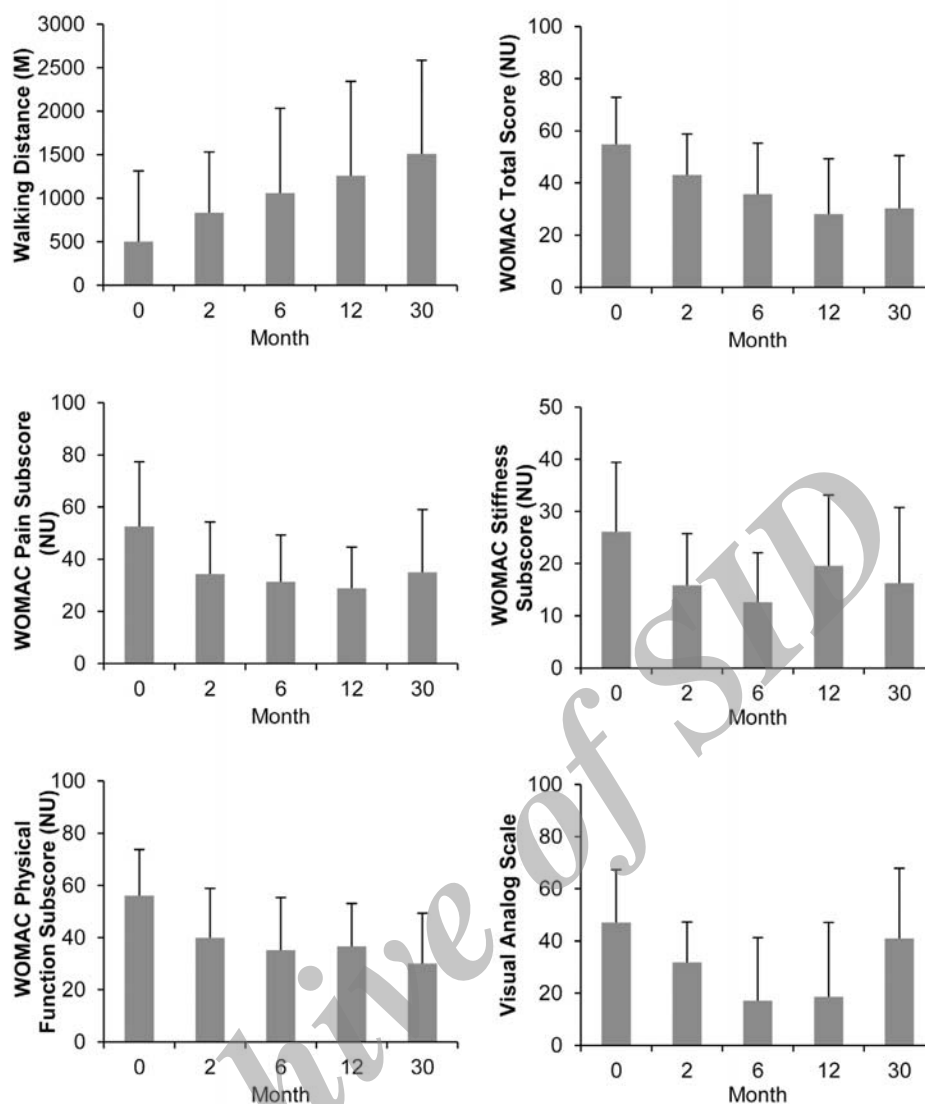 Walking Distance (M)
3000
2500
2000
1500
1000
500
0
0 2 6 12 30
Month
WOMAC Total Score (NU)
100
80
60
40
20
0
0 2 6 12 30
Month
WOMAC Pain Subscore
(NU)
100
80
60
40
20
0
0 2 6 12 30
Month
WOMAC Stiffness
Subscore (NU)
50
40
30
20
10
0
0 2 6 12 30
Month
WOMAC Physical
Function Subscore (NU)
100
80
60
40
20
0
0 2 6 12 30
Month
Visual Analog Scale
100
80
60
40
20
0
0 2 6 12 30
Month
hive of SID